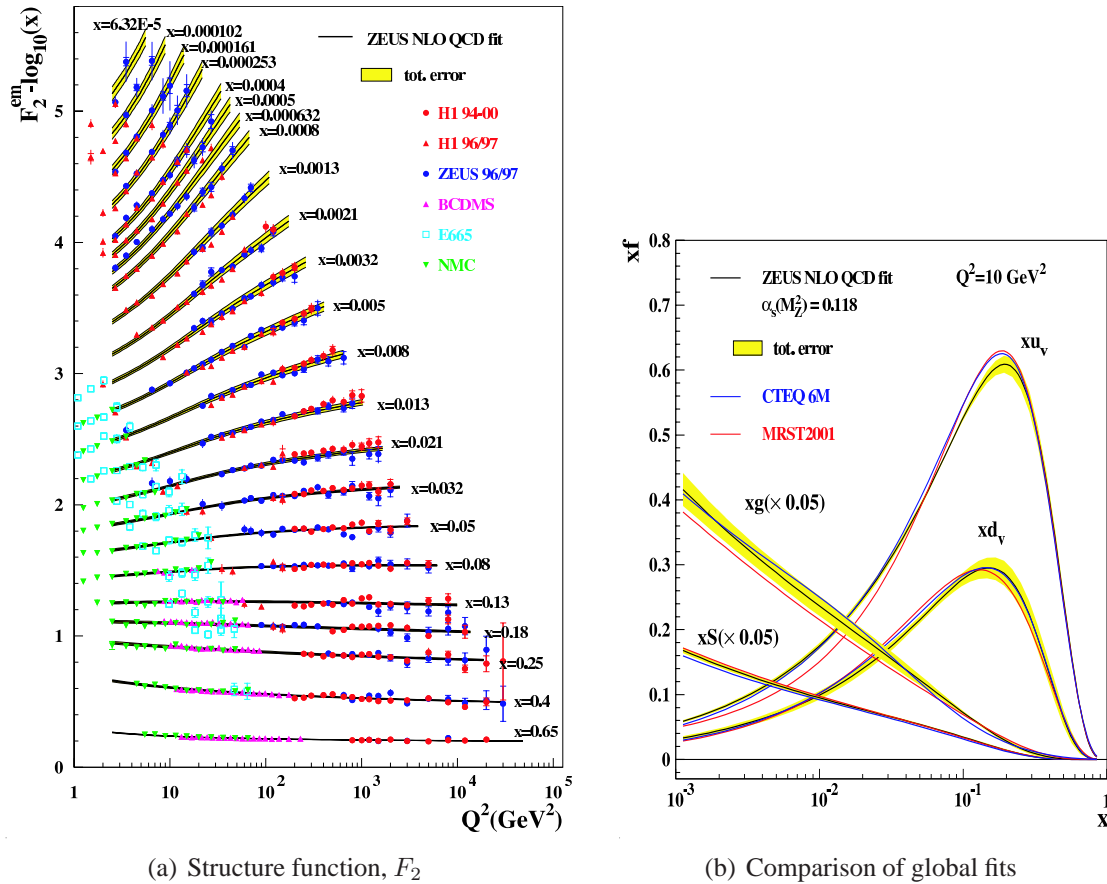 F₂ᵉᵐ-log₁₀(x)
x=6.32E-5
x=0.000102
x=0.000161
x=0.000253
x=0.0004
x=0.0005
x=0.000632
x=0.0008
x=0.0013
x=0.0021
x=0.0032
x=0.005
x=0.008
x=0.013
x=0.021
x=0.032
x=0.05
x=0.08
x=0.13
x=0.18
x=0.25
x=0.4
x=0.65
ZEUS NLO QCD fit
tot. error
H1 94-00
H1 96/97
ZEUS 96/97
BCDMS
E665
NMC
5
4
3
2
1
0
1 10 10² 10³ 10⁴ 10⁵
Q²(GeV²)
(a) Structure function, F₂
xf
0.8
0.7
0.6
0.5
0.4
0.3
0.2
0.1
0
ZEUS NLO QCD fit
αₛ(M²_Z) = 0.118
tot. error
CTEQ 6M
MRST2001
Q²=10 GeV²
xuᵥ
xdᵥ
xg(× 0.05)
xS(× 0.05)
10⁻³ 10⁻² 10⁻¹ 1
x
(b) Comparison of global fits